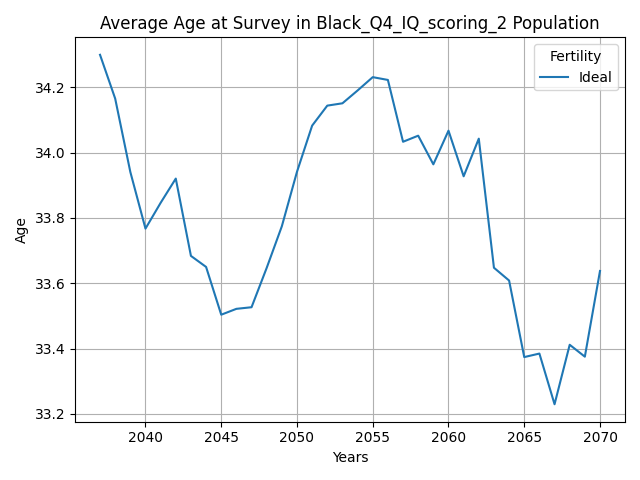 Average Age at Survey in Black_Q4_IQ_scoring_2 Population
Fertility
Ideal
34.2
34.0
33.8
33.6
33.4
33.2
Age
2040 2045 2050 2055 2060 2065 2070
Years